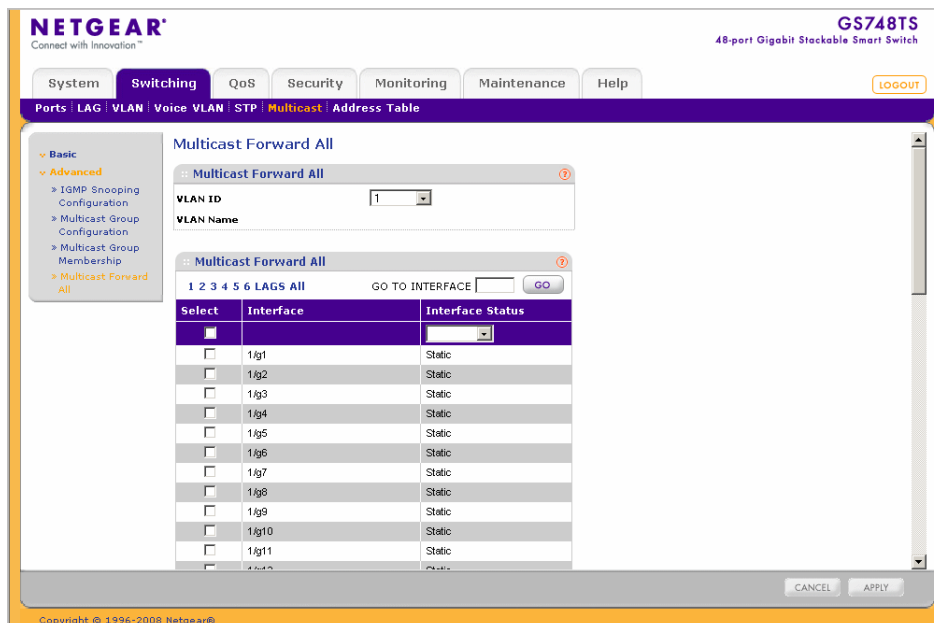 NETGEAR®
Connect with Innovation™
GS748TS
48-port Gigabit Stackable Smart Switch
System Switching QoS Security Monitoring Maintenance Help
LOGOUT
Ports LAG VLAN Voice VLAN STP Multicast Address Table
Basic
Advanced
» IGMP Snooping
Configuration
» Multicast Group
Configuration
» Multicast Group
Membership
» Multicast Forward
All
Multicast Forward All
:: Multicast Forward All ?
VLAN ID 1
VLAN Name
:: Multicast Forward All ?
1 2 3 4 5 6 LAGS All GO TO INTERFACE GO
Select Interface Interface Status
1/g1 Static
1/g2 Static
1/g3 Static
1/g4 Static
1/g5 Static
1/g6 Static
1/g7 Static
1/g8 Static
1/g9 Static
1/g10 Static
1/g11 Static
CANCEL APPLY
Copyright © 1996-2008 Netgear®